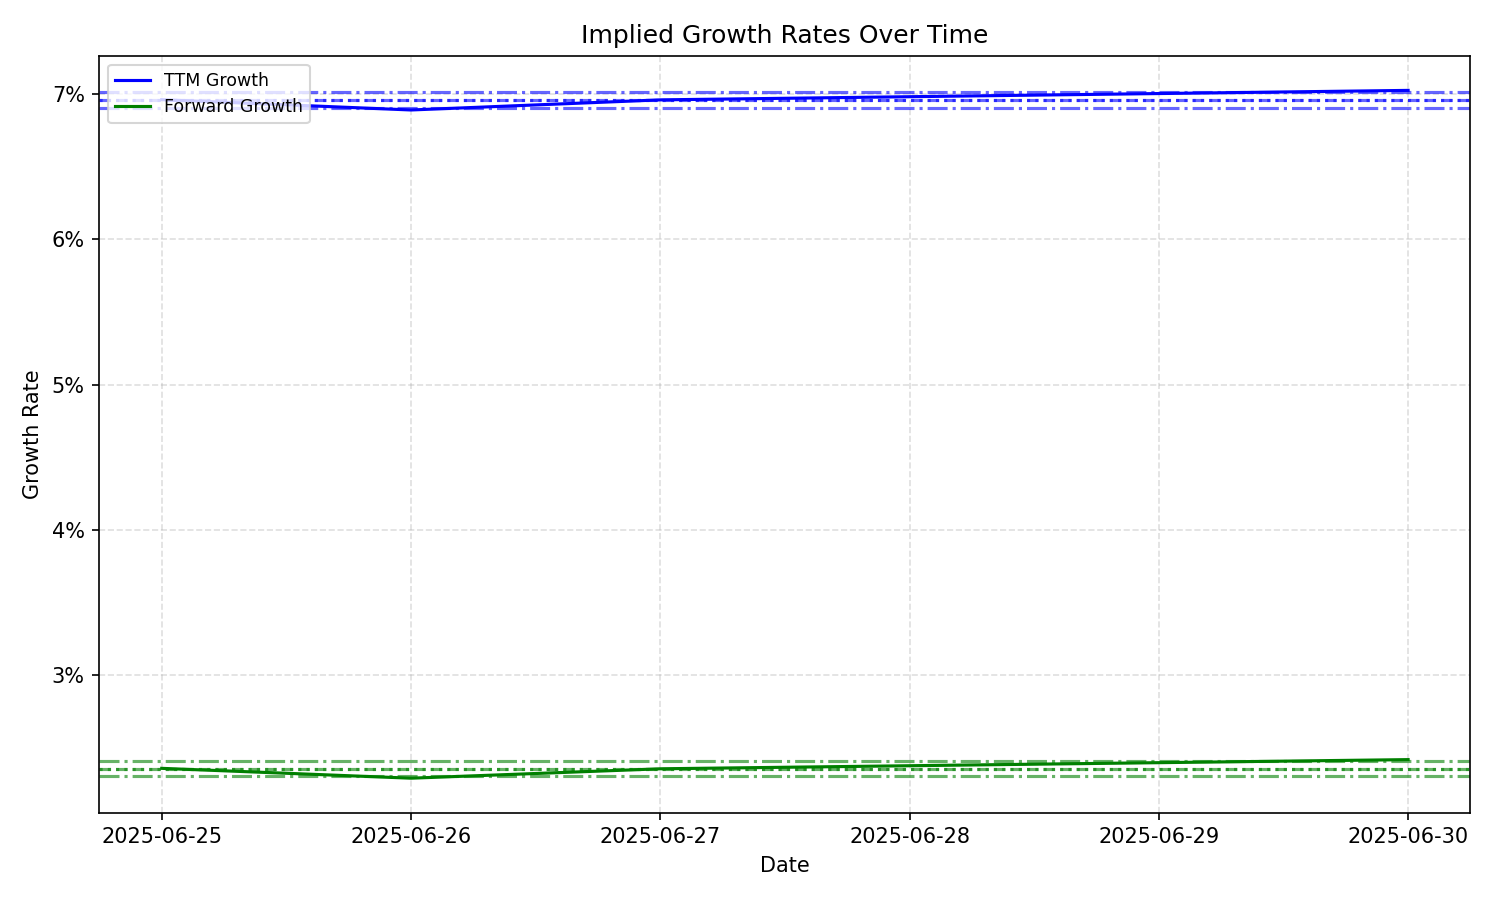 Implied Growth Rates Over Time
TTM Growth
Forward Growth
7%
6%
5%
4%
3%
Growth Rate
2025-06-25
2025-06-26
2025-06-27
2025-06-28
2025-06-29
2025-06-30
Date